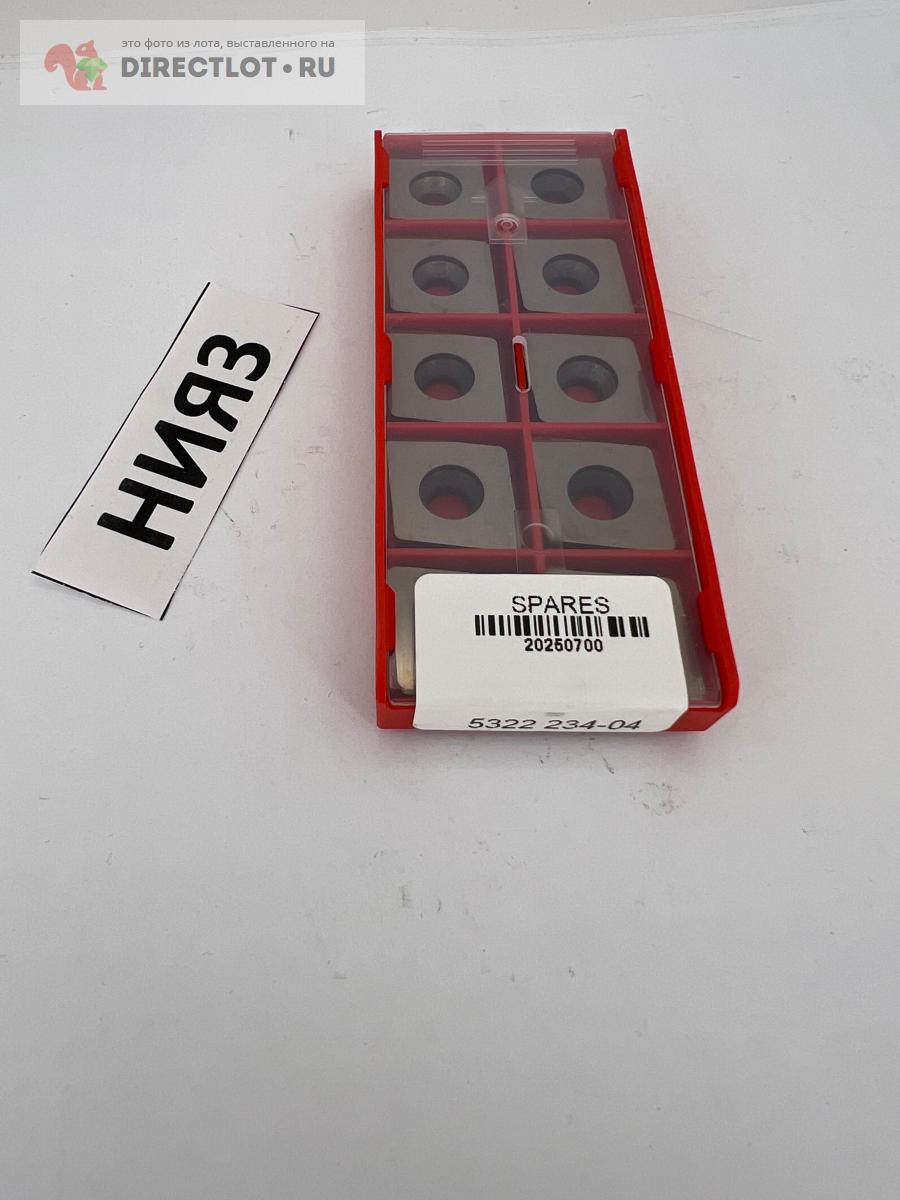 это фото из лота, выставленного на
DIRECTLOT.RU
НИЯЗ
SPARES
20250700
5322 234-04